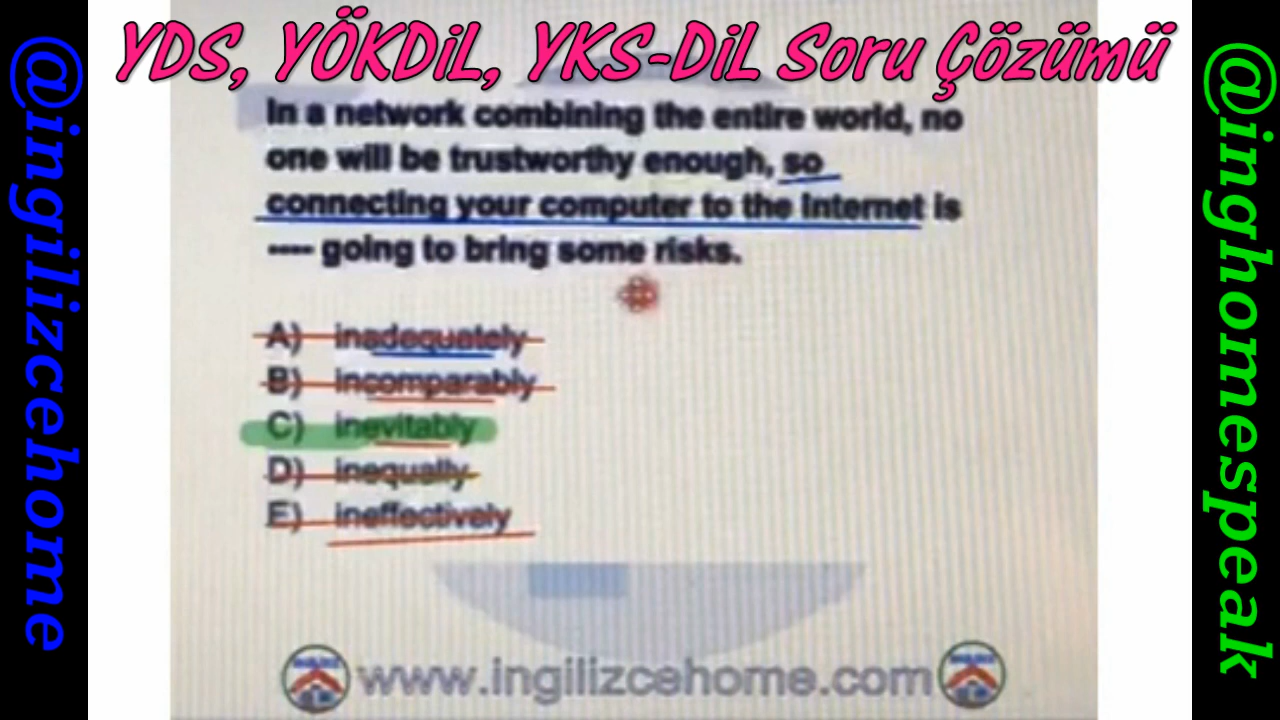 YDS, YÖKDiL, YKS-DiL Soru Çözümü
@ingilizcehome
In a network combining the entire world, no
one will be trustworthy enough, so
connecting your computer to the Internet is
---- going to bring some risks.
A) inadequately
B) incomparably
C) inevitably
D) inequally
E) ineffectively
www.ingilizcehome.com
@inghomespeak